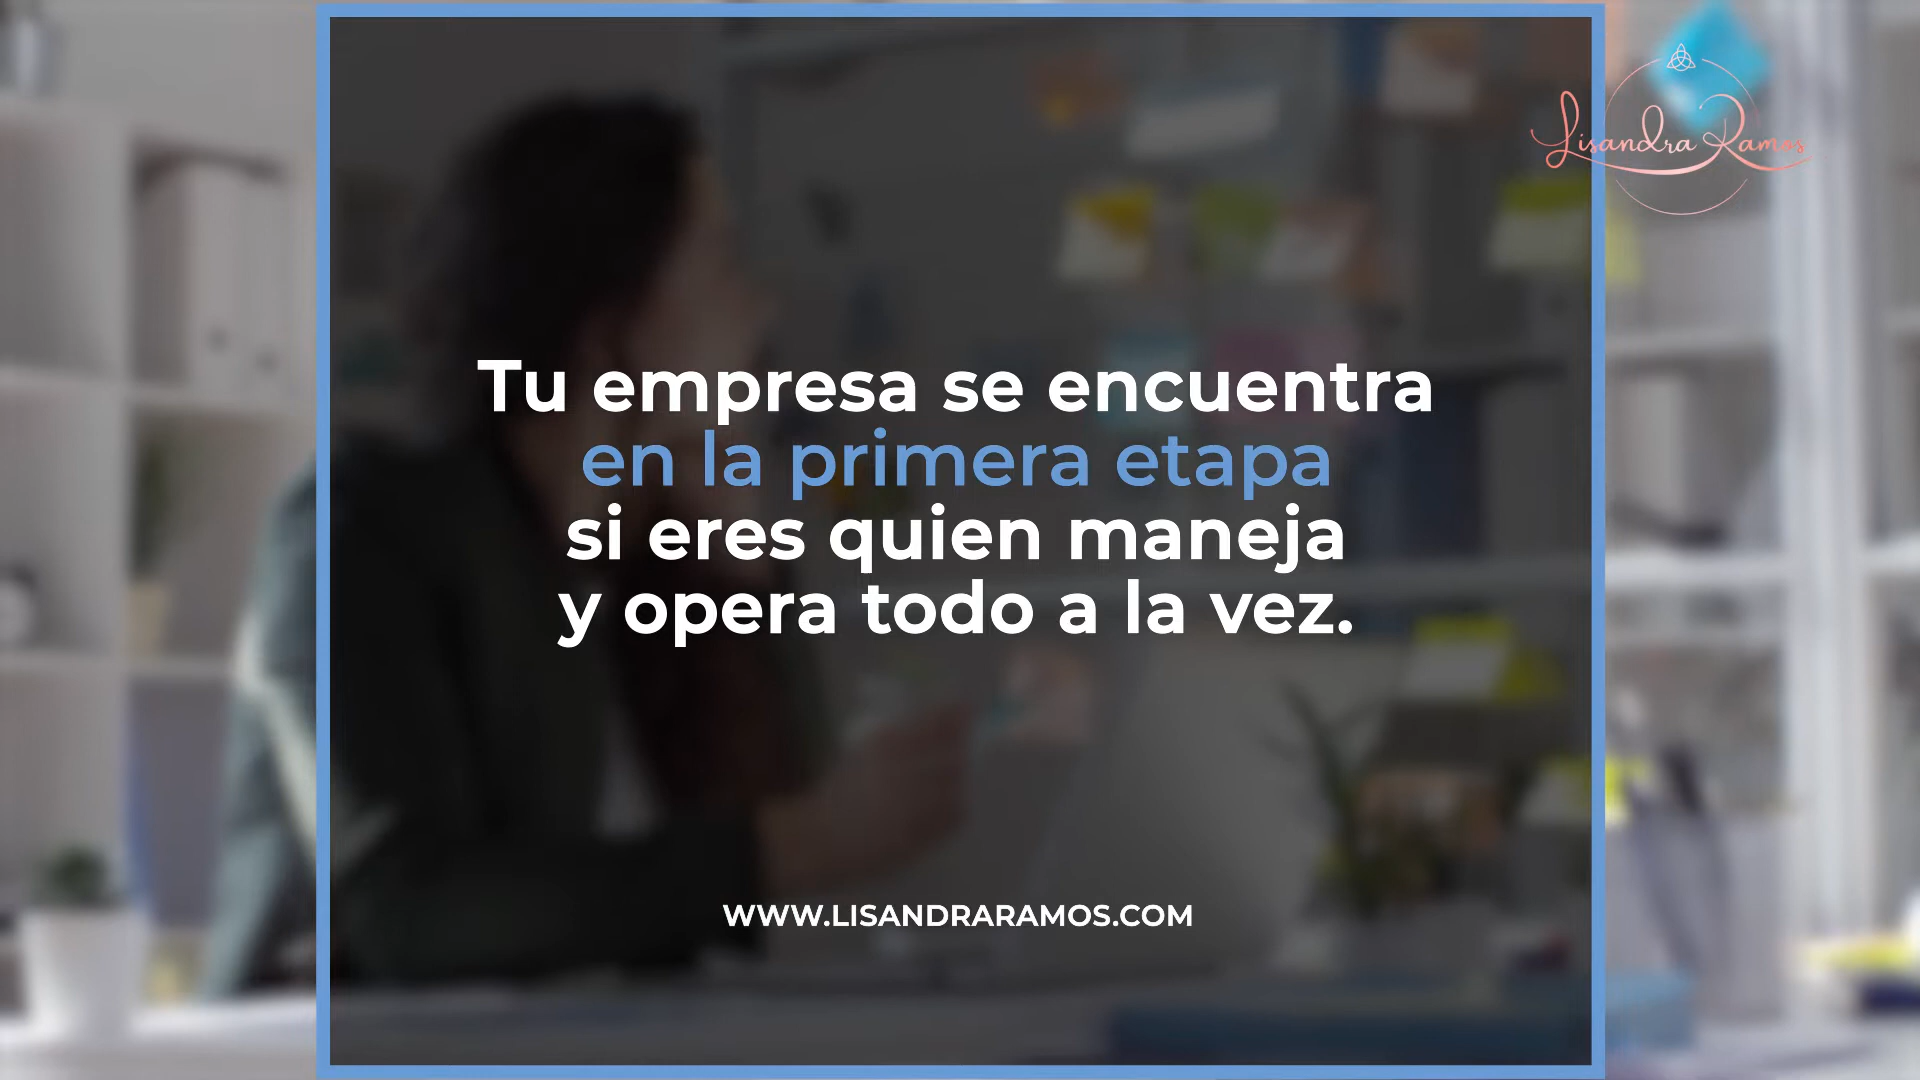 Lisandra Ramos
Tu empresa se encuentra
en la primera etapa
si eres quien maneja
y opera todo a la vez.
WWW.LISANDRARAMOS.COM